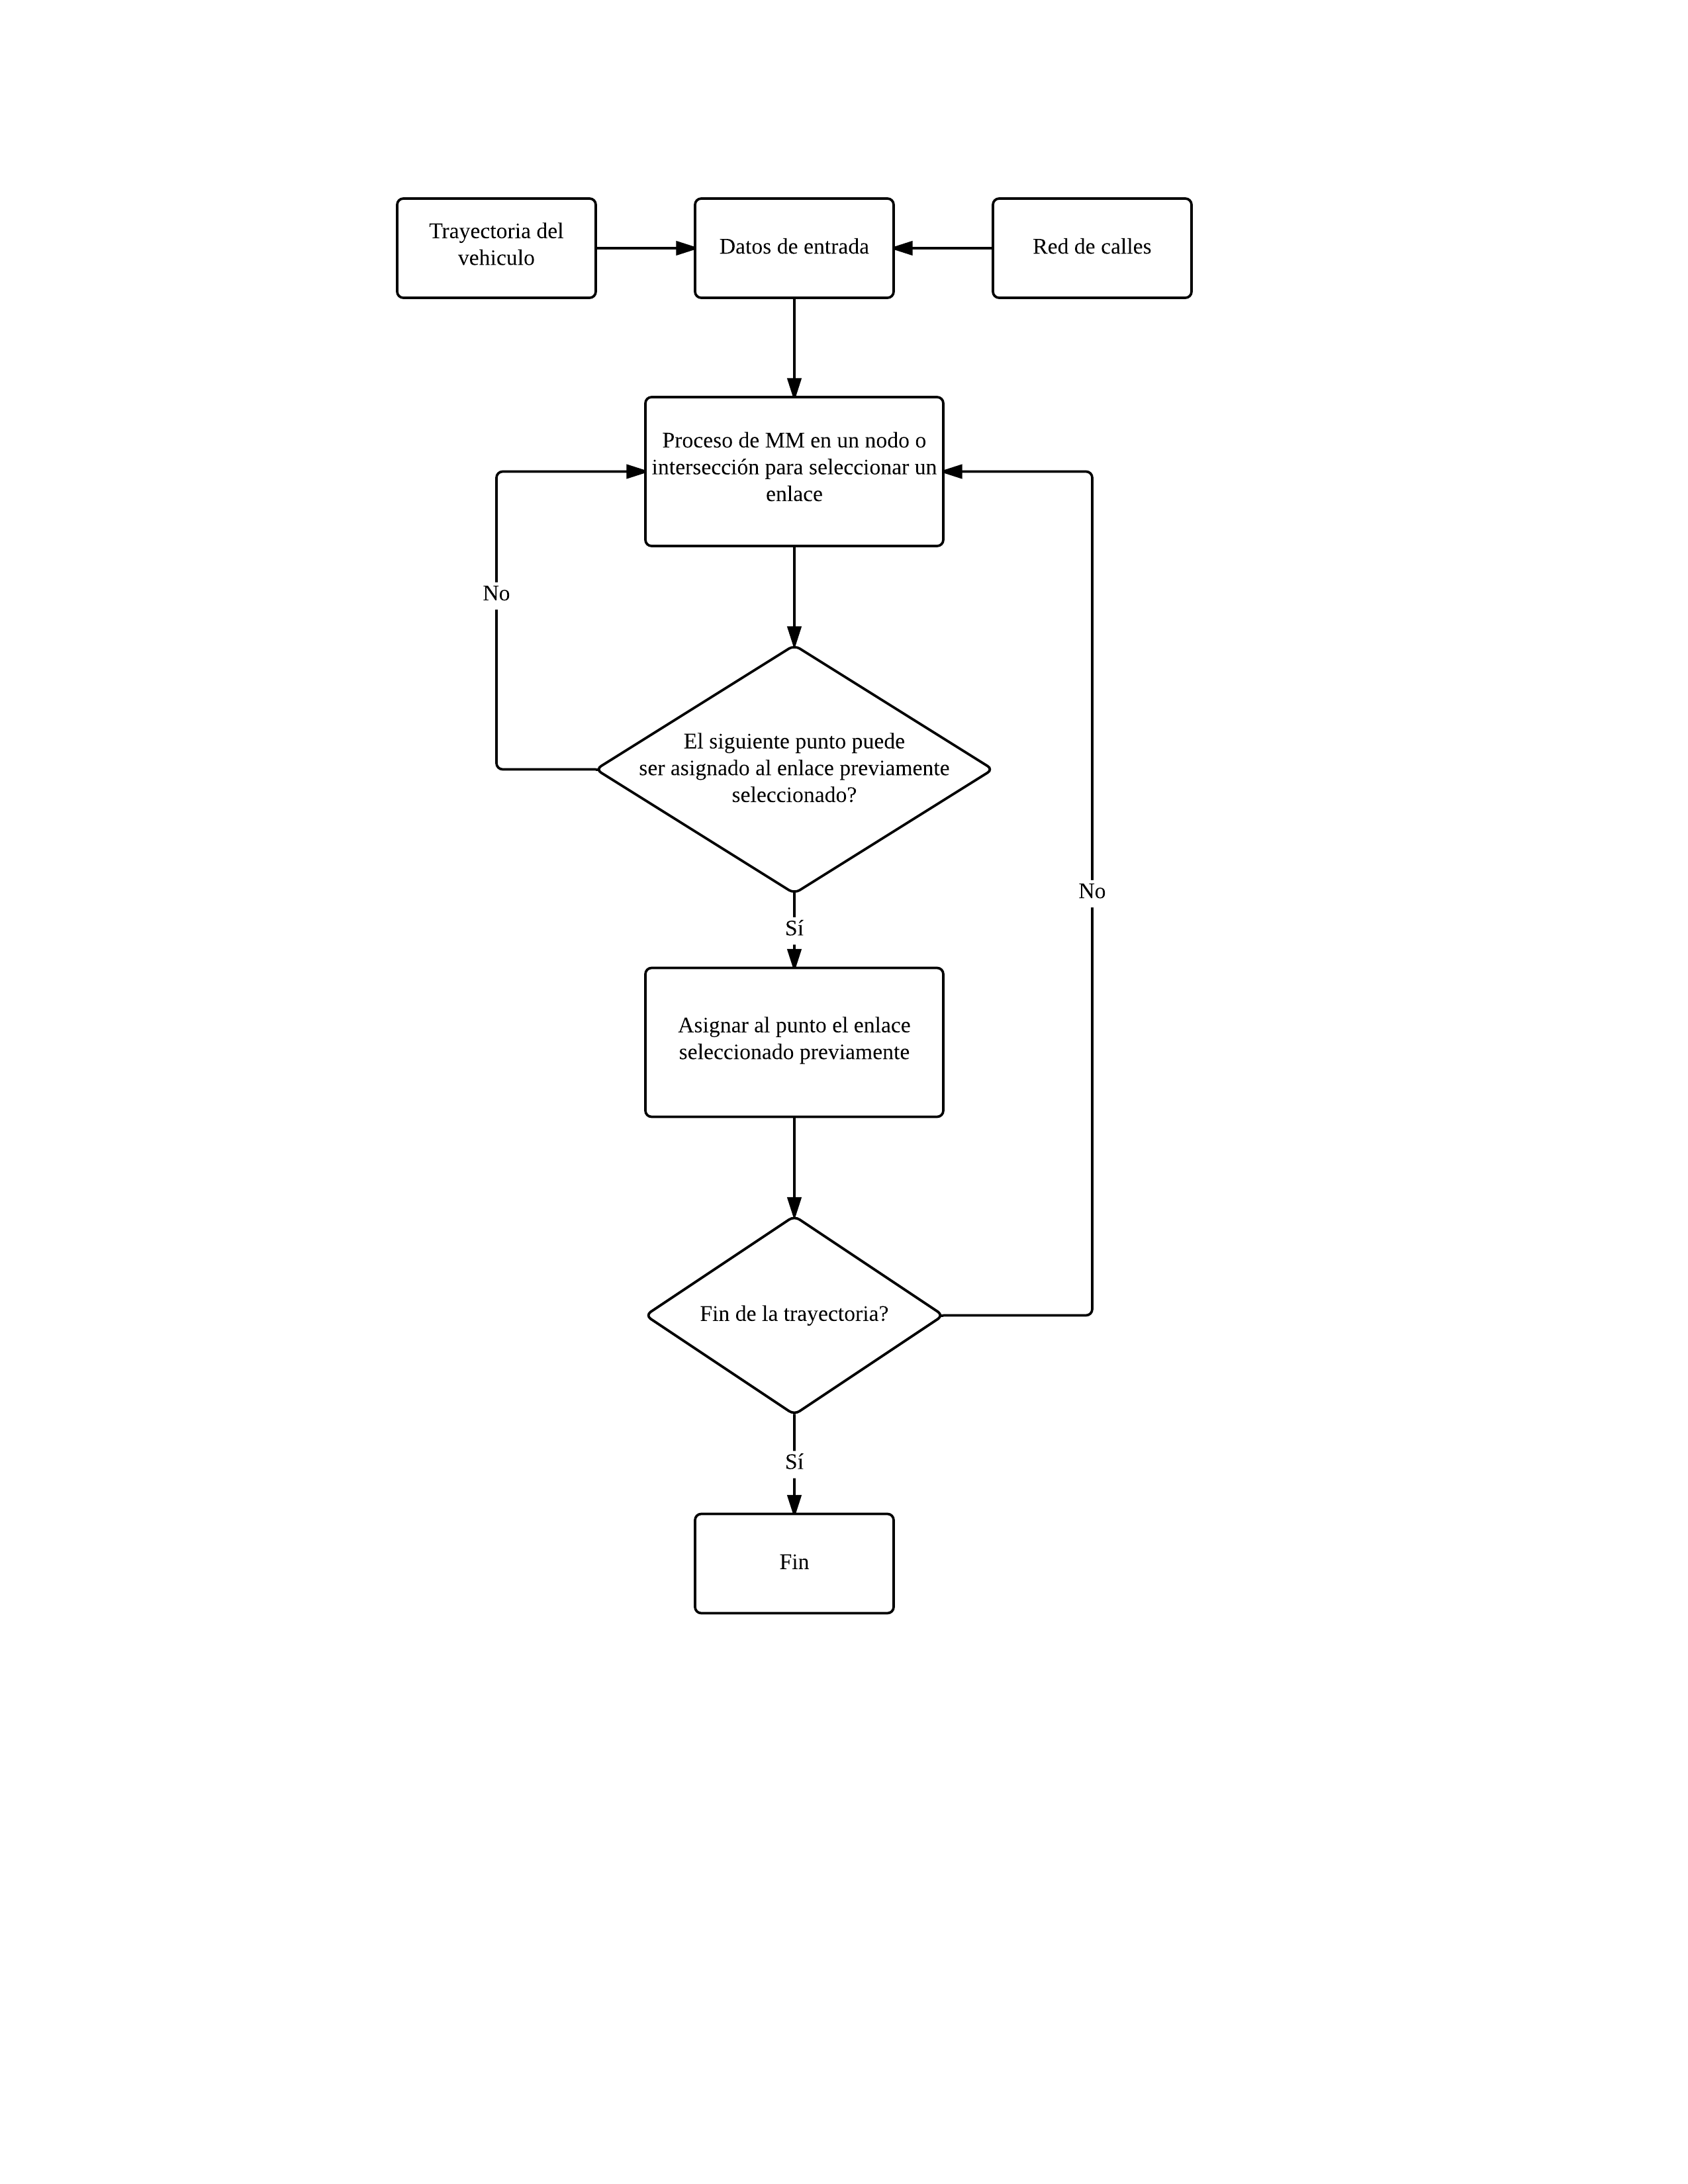 Trayectoria del
vehiculo
Datos de entrada
Red de calles
Proceso de MM en un nodo o
intersección para seleccionar un
enlace
No
El siguiente punto puede
ser asignado al enlace previamente
seleccionado?
No
Sí
Asignar al punto el enlace
seleccionado previamente
Fin de la trayectoria?
Sí
Fin